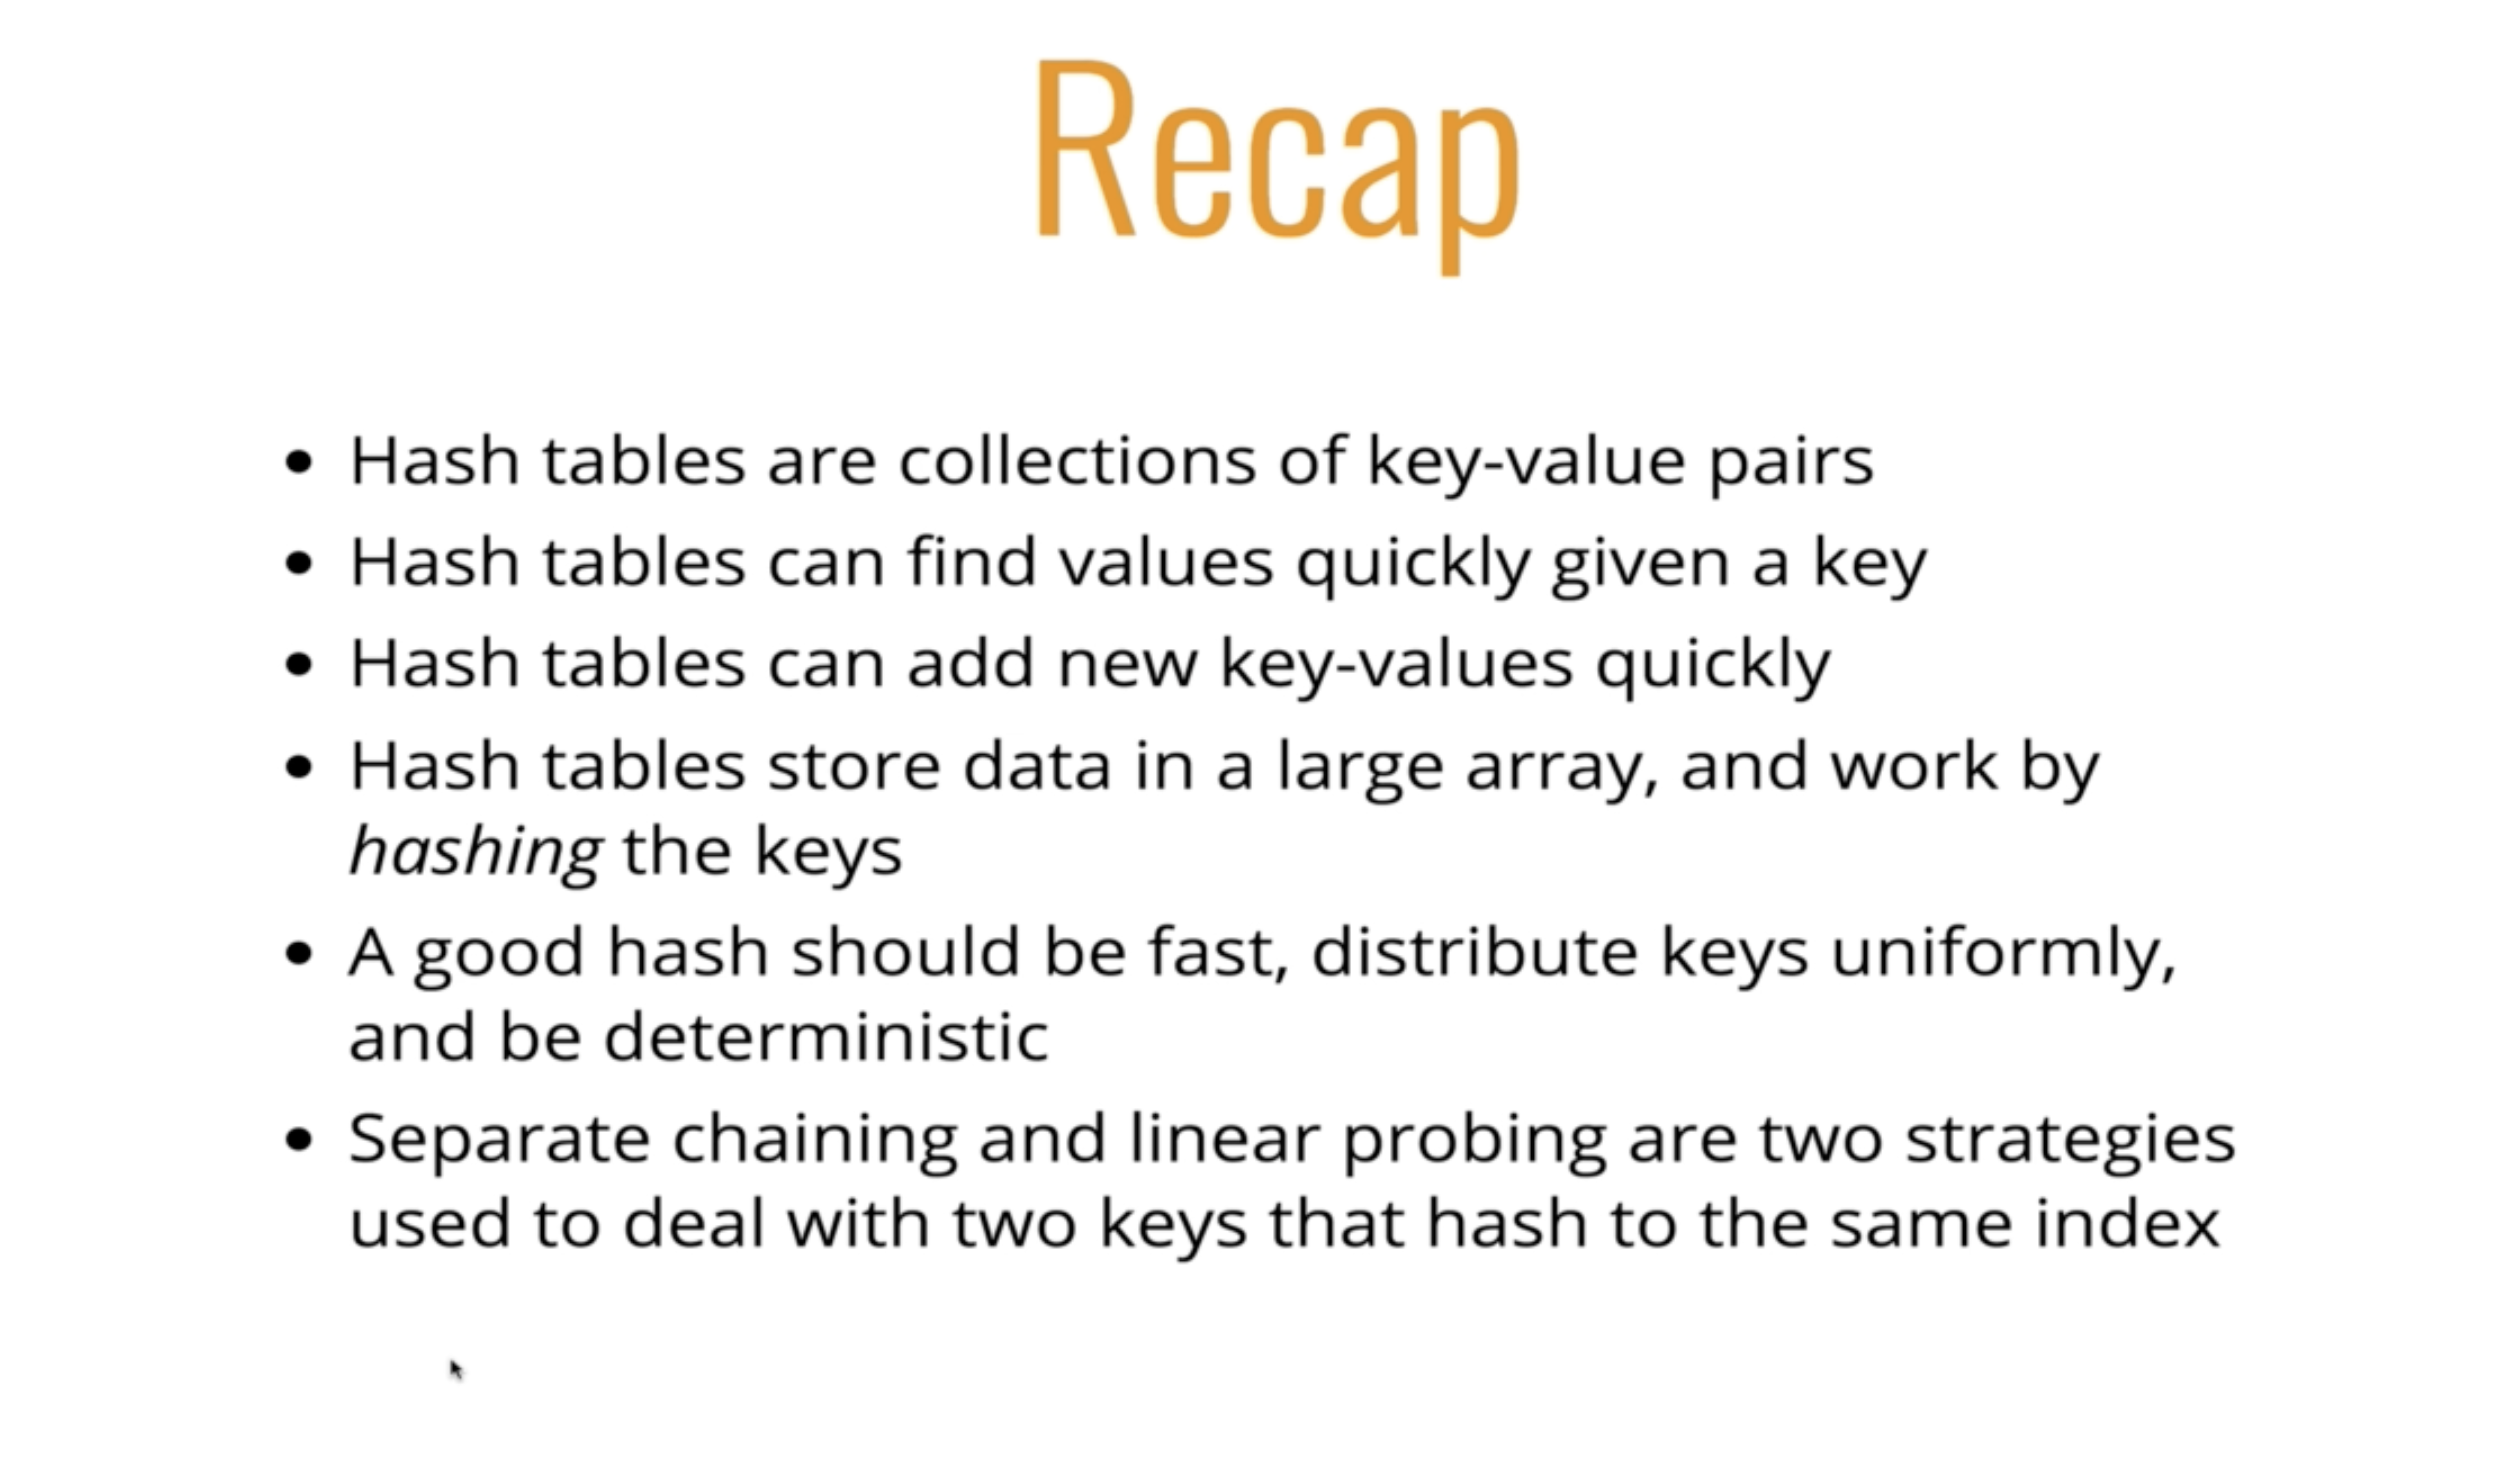 Recap
• Hash tables are collections of key-value pairs
• Hash tables can find values quickly given a key
• Hash tables can add new key-values quickly
• Hash tables store data in a large array, and work by
hashing the keys
• A good hash should be fast, distribute keys uniformly,
and be deterministic
• Separate chaining and linear probing are two strategies
used to deal with two keys that hash to the same index